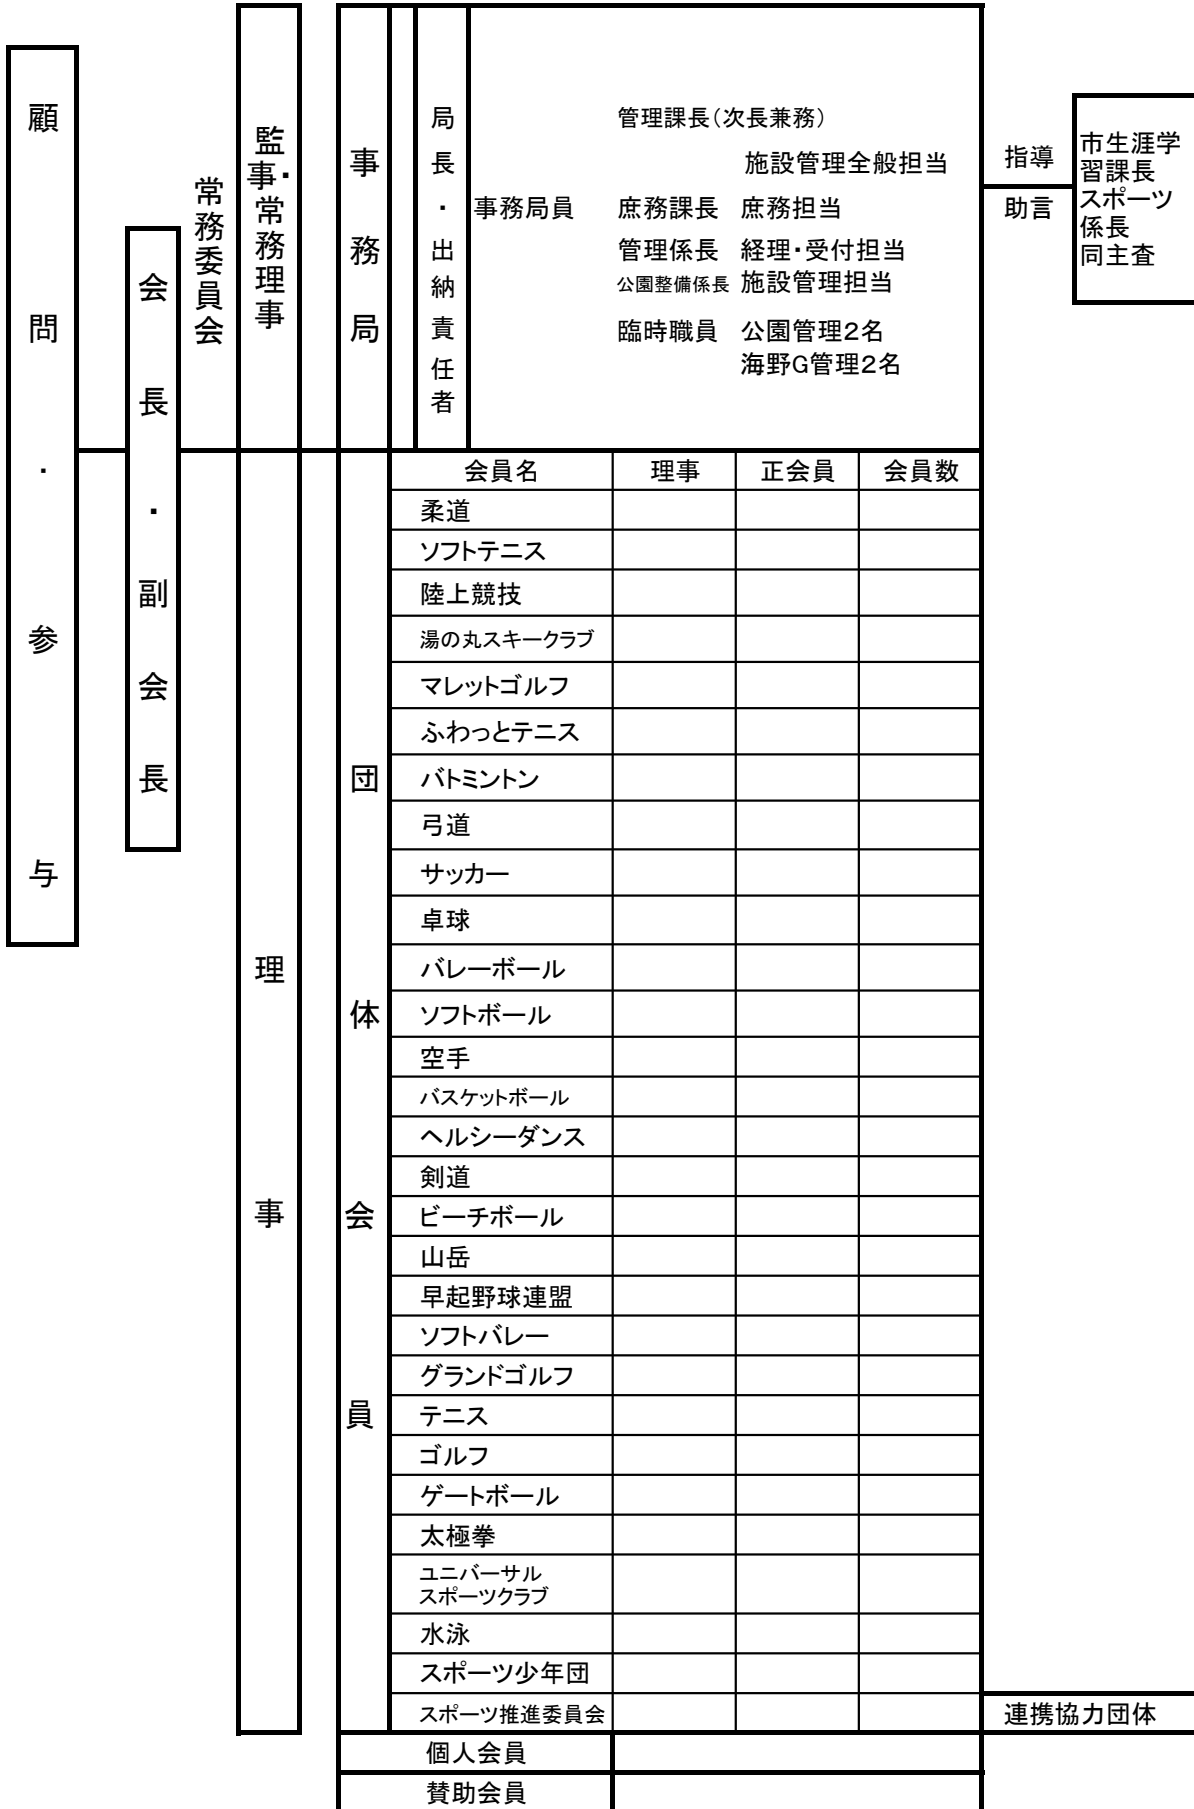 顧問・参与
会長・副会長
常務委員会
監事・常務理事
理事
事務局
局長・出納責任者
事務局員
管理課長(次長兼務)
施設管理全般担当
庶務課長 庶務担当
管理係長 経理・受付担当
公園整備係長 施設管理担当
臨時職員 公園管理2名
海野G管理2名
指導
助言
市生涯学
習課長
スポーツ
係長
同主査
団体会員
会員名 理事 正会員 会員数
柔道
ソフトテニス
陸上競技
湯の丸スキークラブ
マレットゴルフ
ふわっとテニス
バトミントン
弓道
サッカー
卓球
バレーボール
ソフトボール
空手
バスケットボール
ヘルシーダンス
剣道
ビーチボール
山岳
早起野球連盟
ソフトバレー
グランドゴルフ
テニス
ゴルフ
ゲートボール
太極拳
ユニバーサル
スポーツクラブ
水泳
スポーツ少年団
スポーツ推進委員会
連携協力団体
個人会員
賛助会員